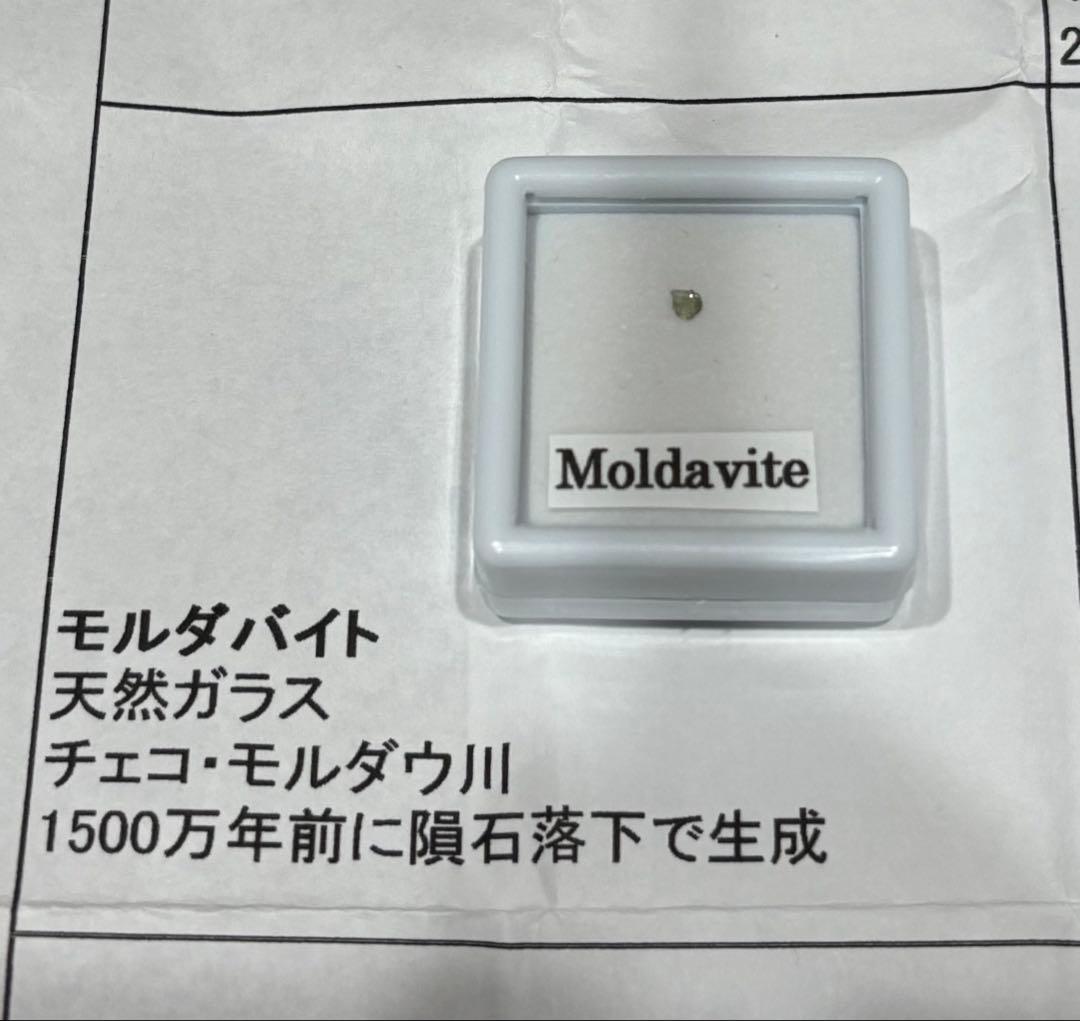 2
Moldavite
モルダバイト
天然ガラス
チェコ・モルダウ川
1500万年前に隕石落下で生成